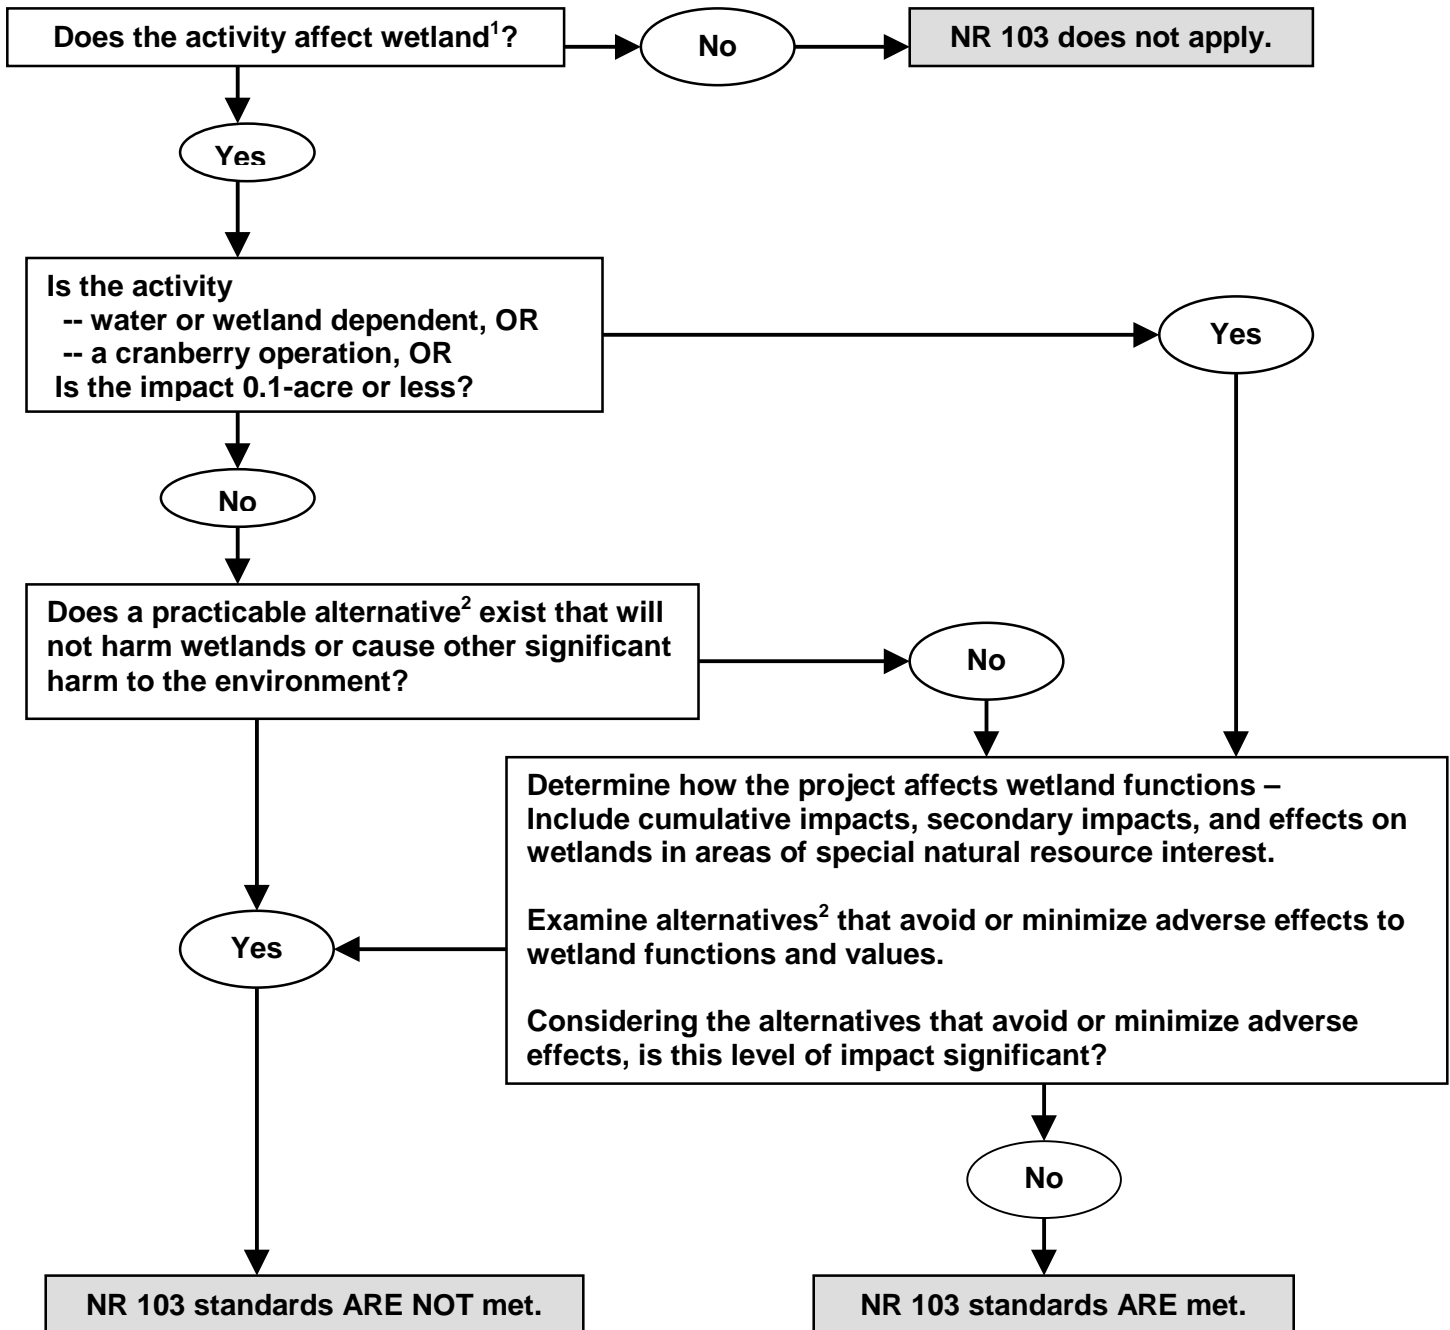 Does the activity affect wetland¹?
No
NR 103 does not apply.
Yes
Is the activity
-- water or wetland dependent, OR
-- a cranberry operation, OR
Is the impact 0.1-acre or less?
Yes
No
Does a practicable alternative² exist that will
not harm wetlands or cause other significant
harm to the environment?
No
Determine how the project affects wetland functions –
Include cumulative impacts, secondary impacts, and effects on
wetlands in areas of special natural resource interest.
Examine alternatives² that avoid or minimize adverse effects to
wetland functions and values.
Considering the alternatives that avoid or minimize adverse
effects, is this level of impact significant?
Yes
No
NR 103 standards ARE NOT met.
NR 103 standards ARE met.